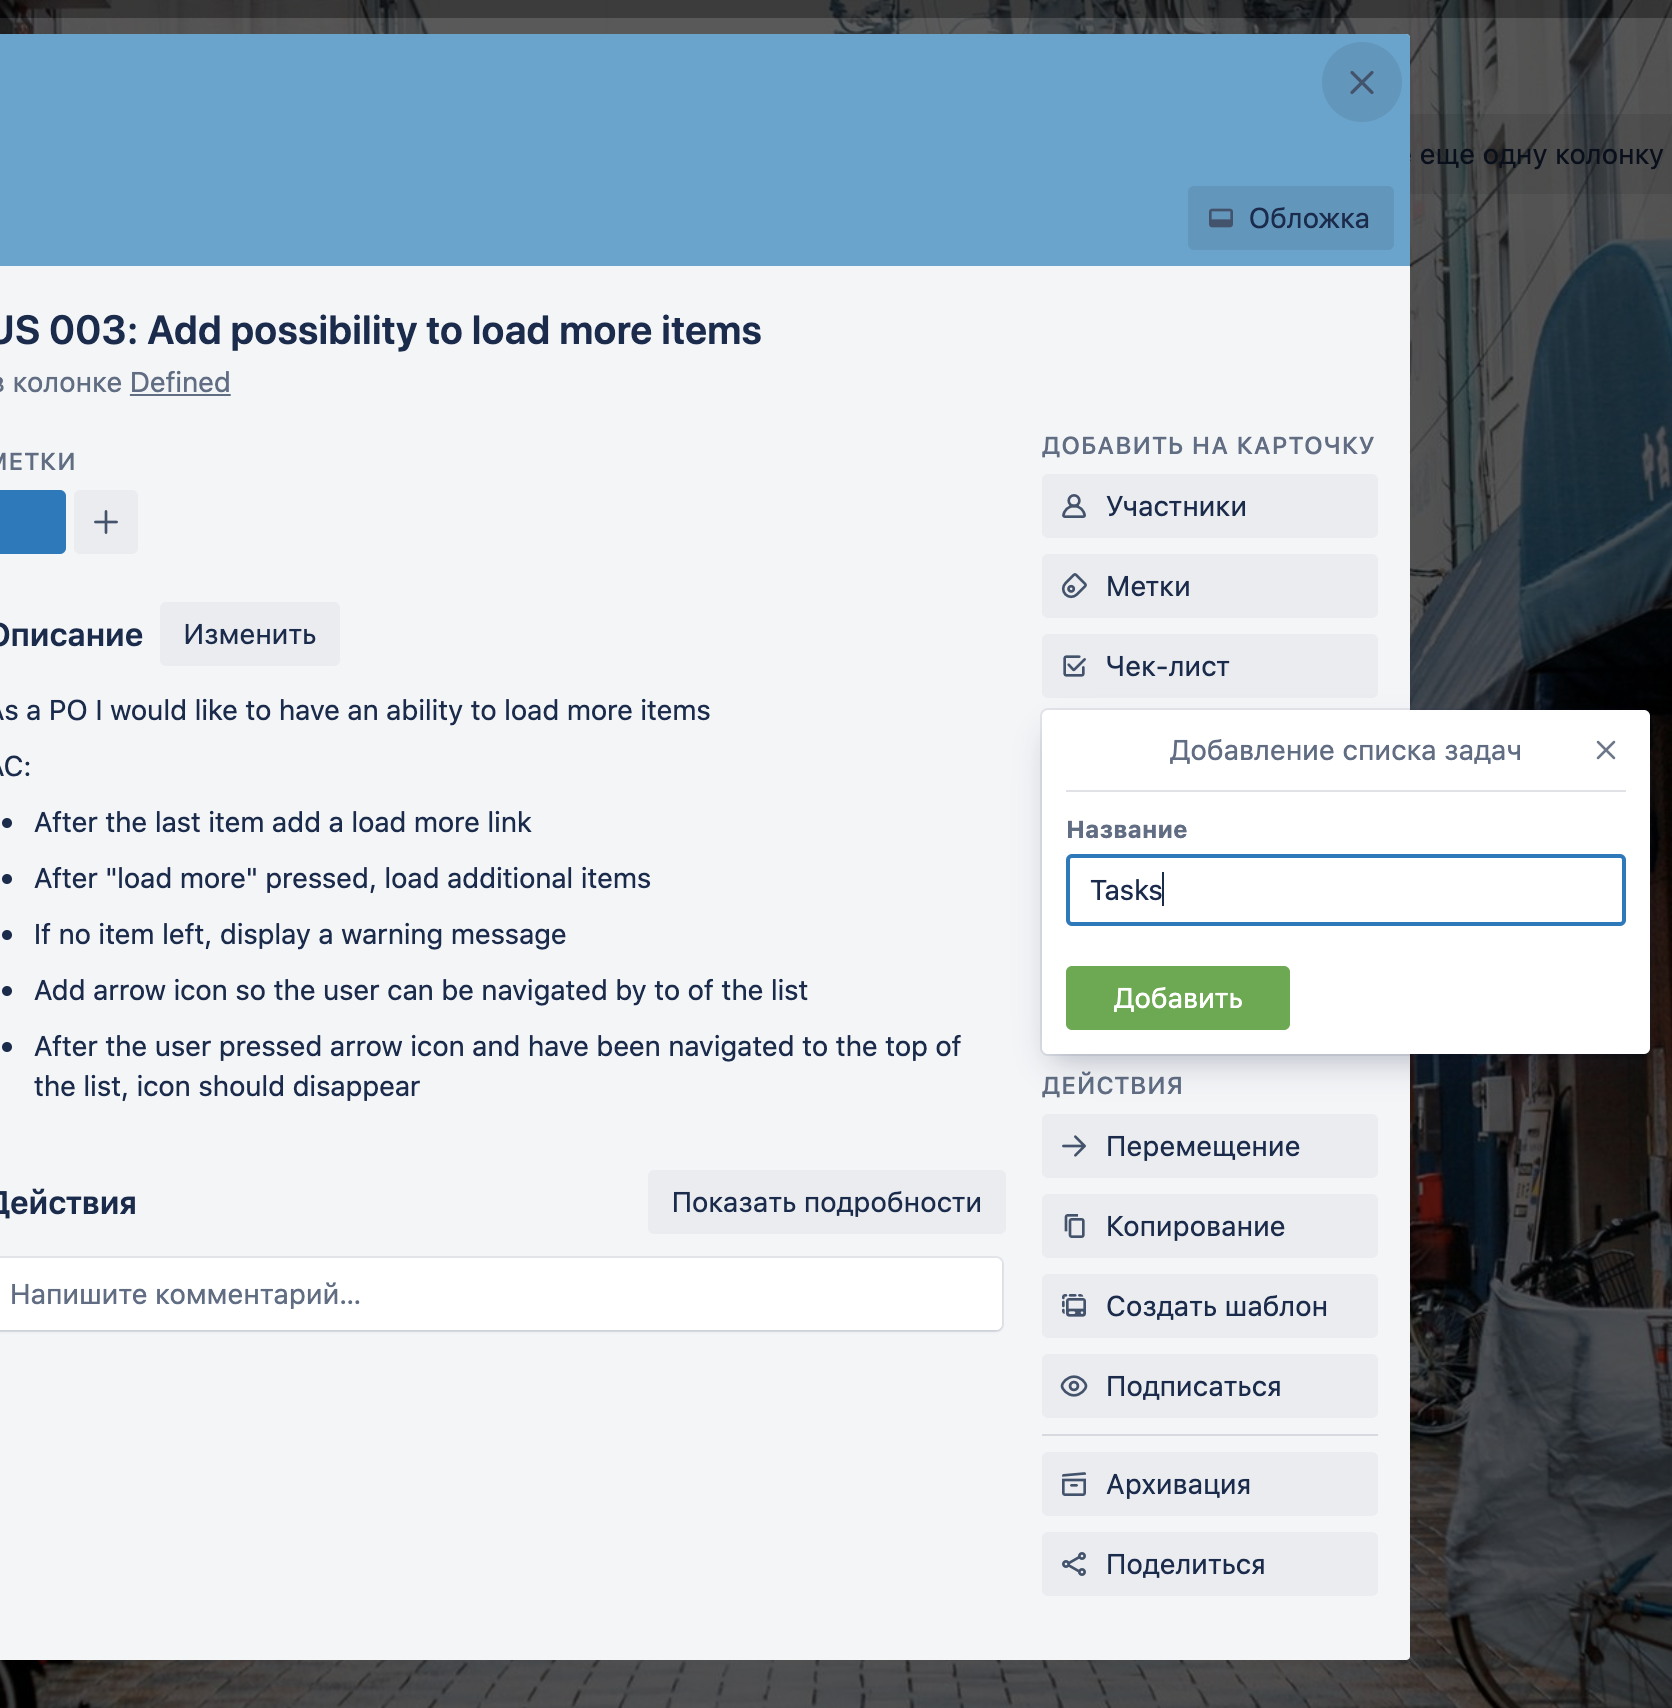 еще одну колонку
Обложка
US 003: Add possibility to load more items
в колонке Defined
МЕТКИ
Описание
Изменить
As a PO I would like to have an ability to load more items
AC:
• After the last item add a load more link
• After "load more" pressed, load additional items
• If no item left, display a warning message
• Add arrow icon so the user can be navigated by to of the list
• After the user pressed arrow icon and have been navigated to the top of
the list, icon should disappear
Действия
Показать подробности
Напишите комментарий...
ДОБАВИТЬ НА КАРТОЧКУ
Участники
Метки
Чек-лист
Добавление списка задач
Название
Tasks
Добавить
ДЕЙСТВИЯ
Перемещение
Копирование
Создать шаблон
Подписаться
Архивация
Поделиться